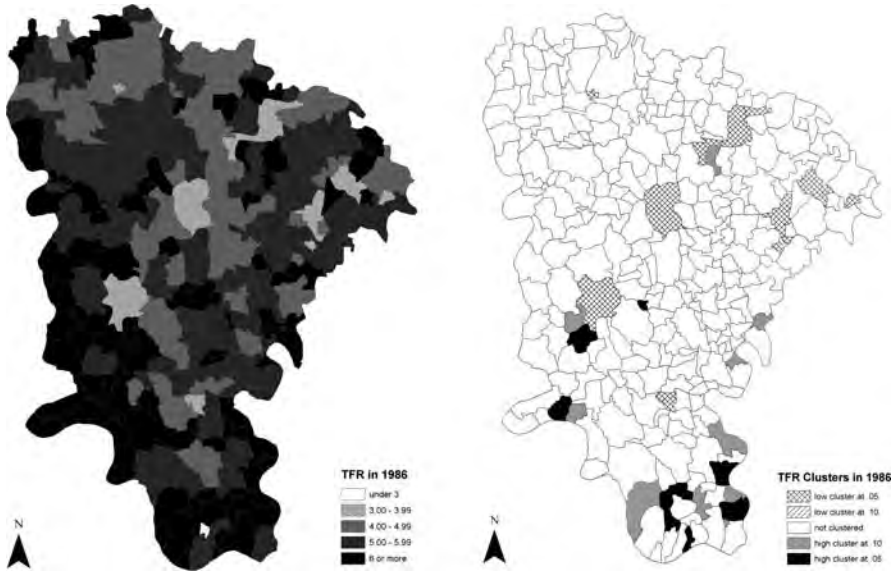 TFR in 1986
under 3
3.00 - 3.99
4.00 - 4.99
5.00 - 5.99
6 or more
N
TFR Clusters in 1986
low cluster at .05
low cluster at .10
not clustered
high cluster at .10
high cluster at .05
N